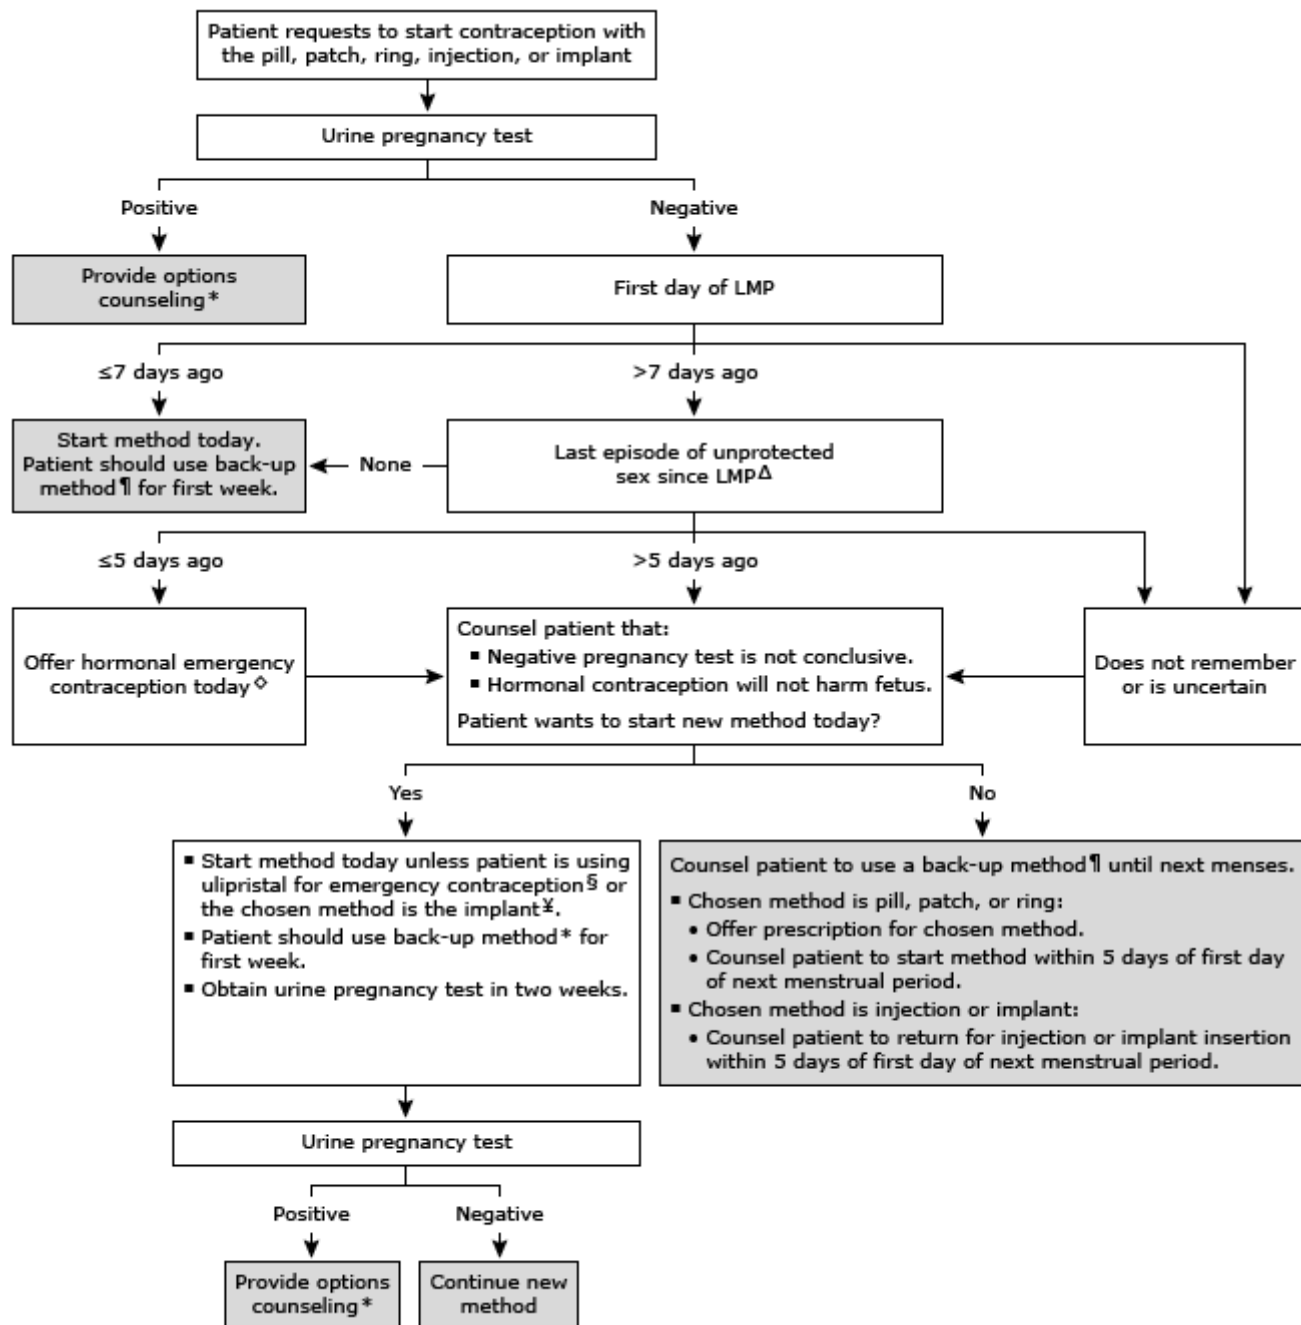 Patient requests to start contraception with
the pill, patch, ring, injection, or implant
Urine pregnancy test
Positive
Negative
Provide options
counseling*
First day of LMP
≤7 days ago
>7 days ago
Start method today.
Patient should use back-up
method¶ for first week.
None
Last episode of unprotected
sex since LMPΔ
≤5 days ago
>5 days ago
Offer hormonal emergency
contraception today◇
Counsel patient that:
▪ Negative pregnancy test is not conclusive.
▪ Hormonal contraception will not harm fetus.
Patient wants to start new method today?
Does not remember
or is uncertain
Yes
No
▪ Start method today unless patient is using
ulipristal for emergency contraception§ or
the chosen method is the implant¥.
▪ Patient should use back-up method* for
first week.
▪ Obtain urine pregnancy test in two weeks.
Counsel patient to use a back-up method¶ until next menses.
▪ Chosen method is pill, patch, or ring:
• Offer prescription for chosen method.
• Counsel patient to start method within 5 days of first day
of next menstrual period.
▪ Chosen method is injection or implant:
• Counsel patient to return for injection or implant insertion
within 5 days of first day of next menstrual period.
Urine pregnancy test
Positive
Negative
Provide options
counseling*
Continue new
method